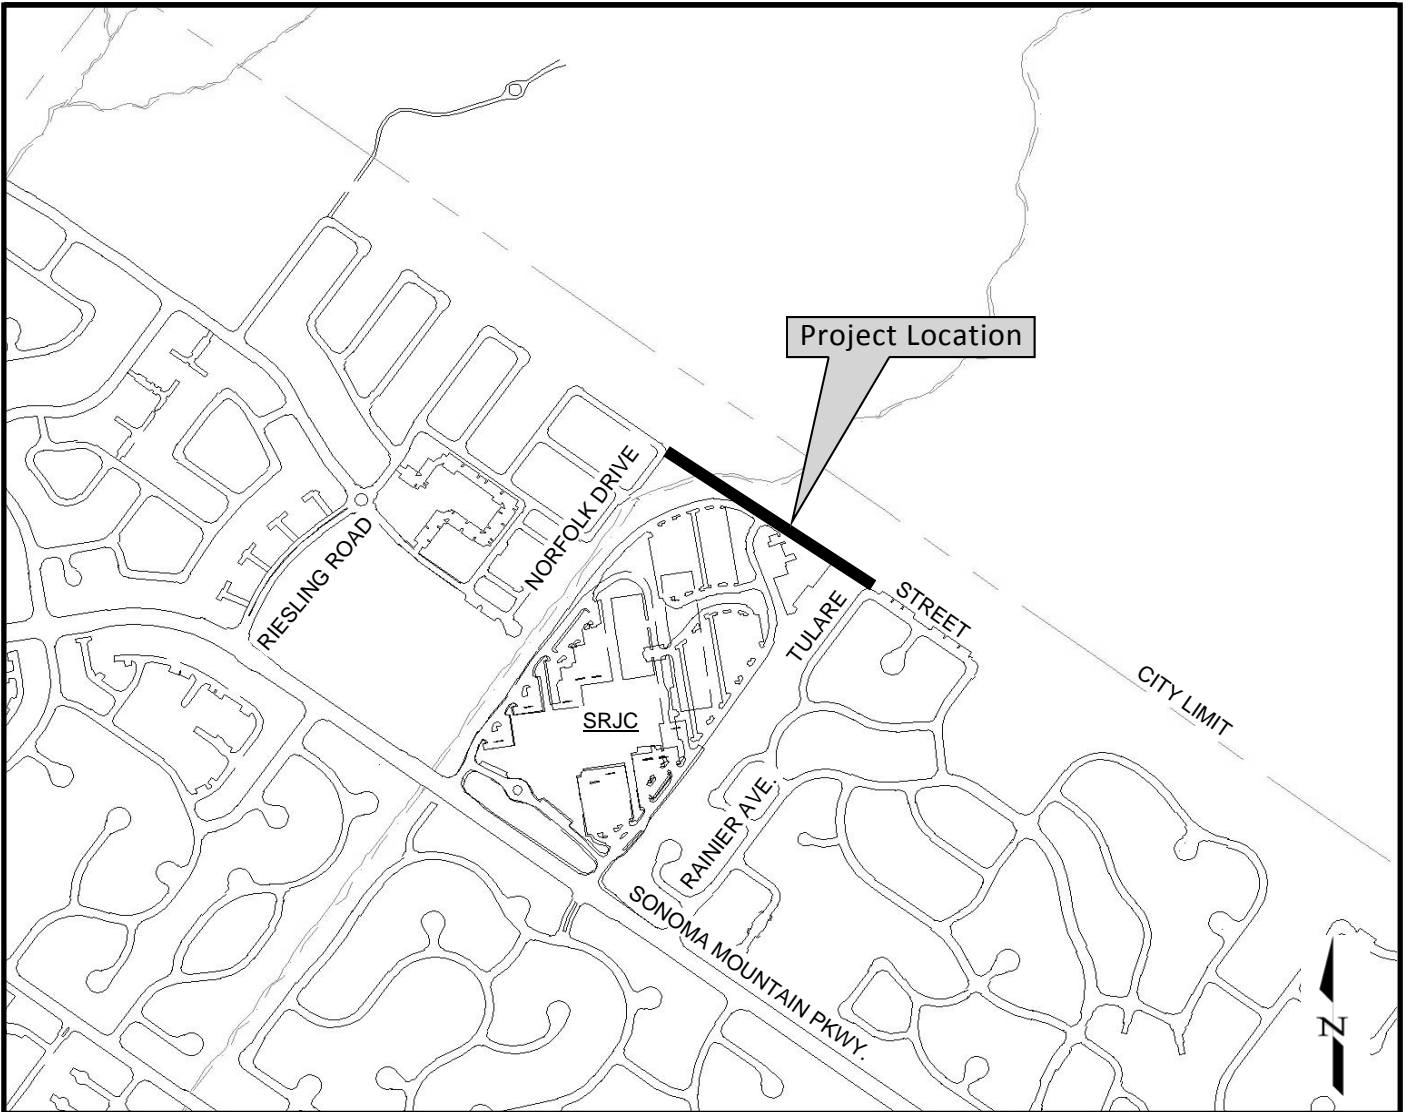 Project Location
NORFOLK DRIVE
RIESLING ROAD
STREET
TULARE
CITY LIMIT
SRJC
RAINIER AVE.
SONOMA MOUNTAIN PKWY.
N